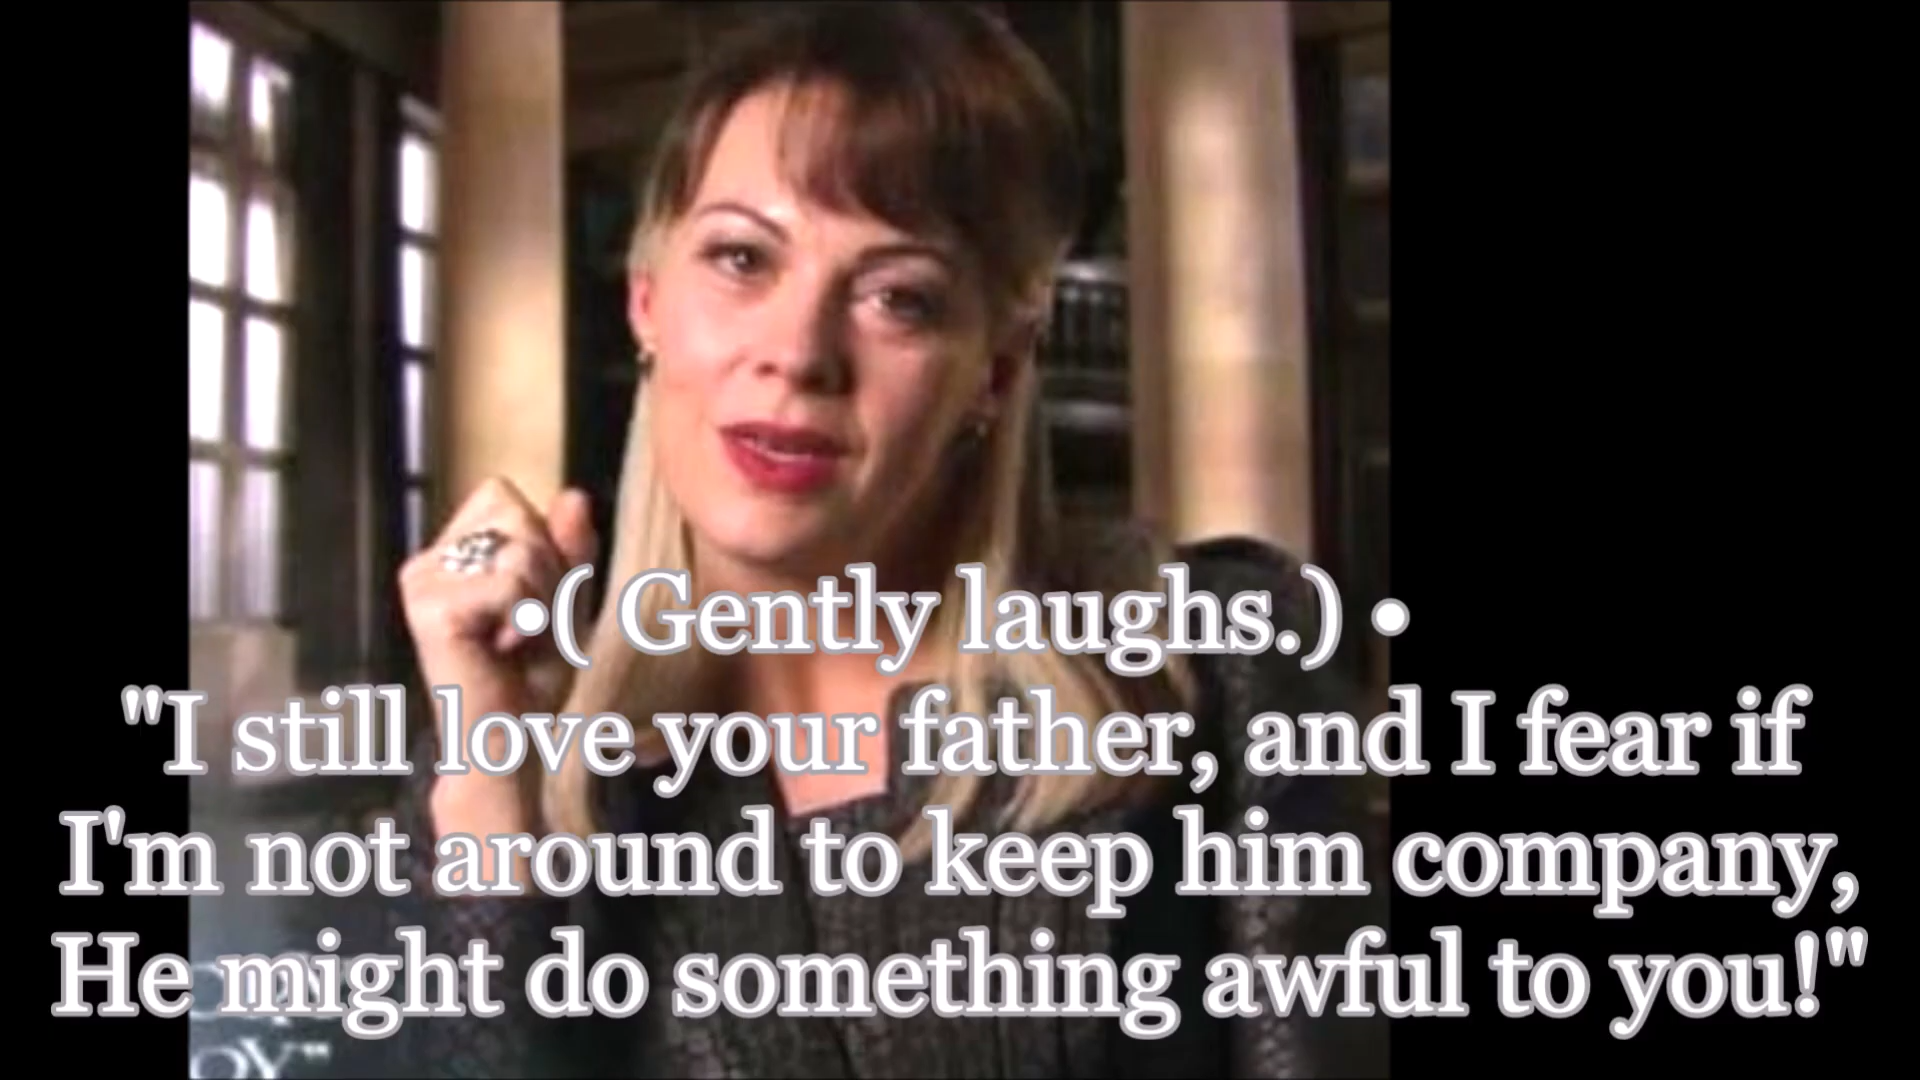 •( Gently laughs.) •
"I still love your father, and I fear if
I'm not around to keep him company,
He might do something awful to you!"
OY"